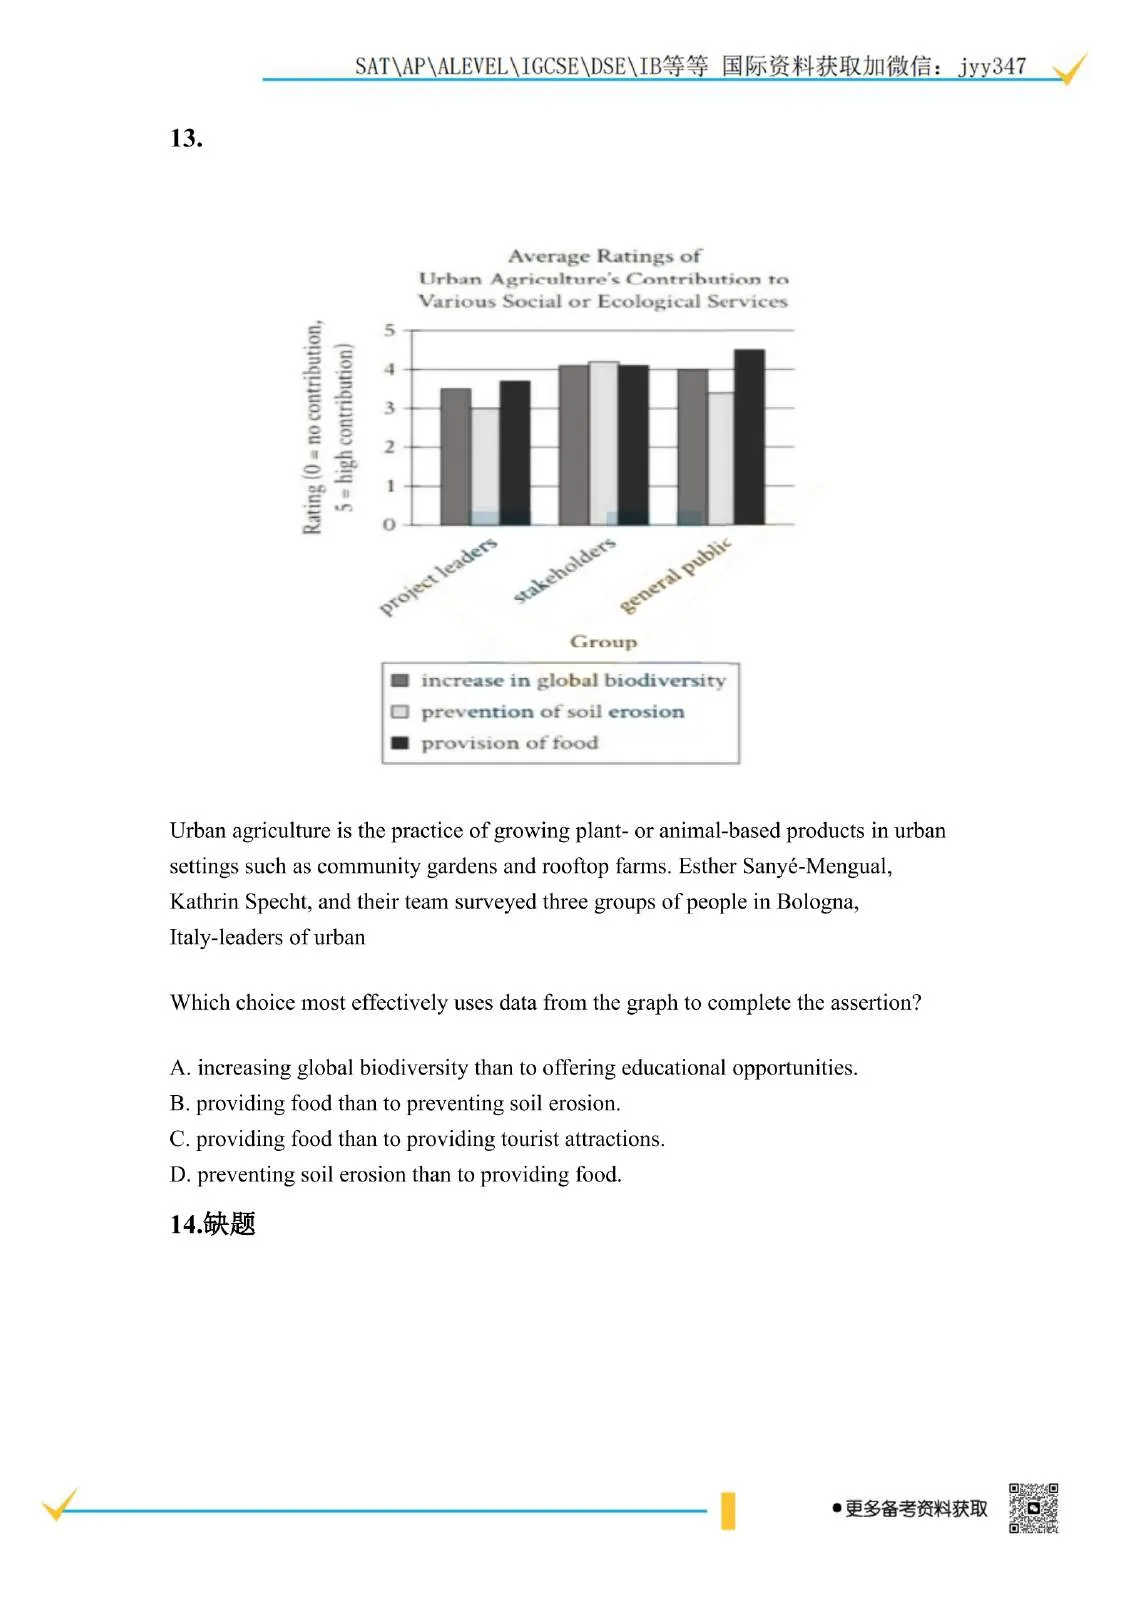 SAT\AP\ALEVEL\IGCSE\DSE\IB等等 国际资料获取加微信：jyy347
13.
Average Ratings of
Urban Agriculture's Contribution to
Various Social or Ecological Services
Rating (0 = no contribution,
5 = high contribution)
5
4
3
2
1
0
project leaders
stakeholders
general public
Group
increase in global biodiversity
prevention of soil erosion
provision of food
Urban agriculture is the practice of growing plant- or animal-based products in urban
settings such as community gardens and rooftop farms. Esther Sanyé-Mengual,
Kathrin Specht, and their team surveyed three groups of people in Bologna,
Italy-leaders of urban
Which choice most effectively uses data from the graph to complete the assertion?
A. increasing global biodiversity than to offering educational opportunities.
B. providing food than to preventing soil erosion.
C. providing food than to providing tourist attractions.
D. preventing soil erosion than to providing food.
14.缺题
●更多备考资料获取